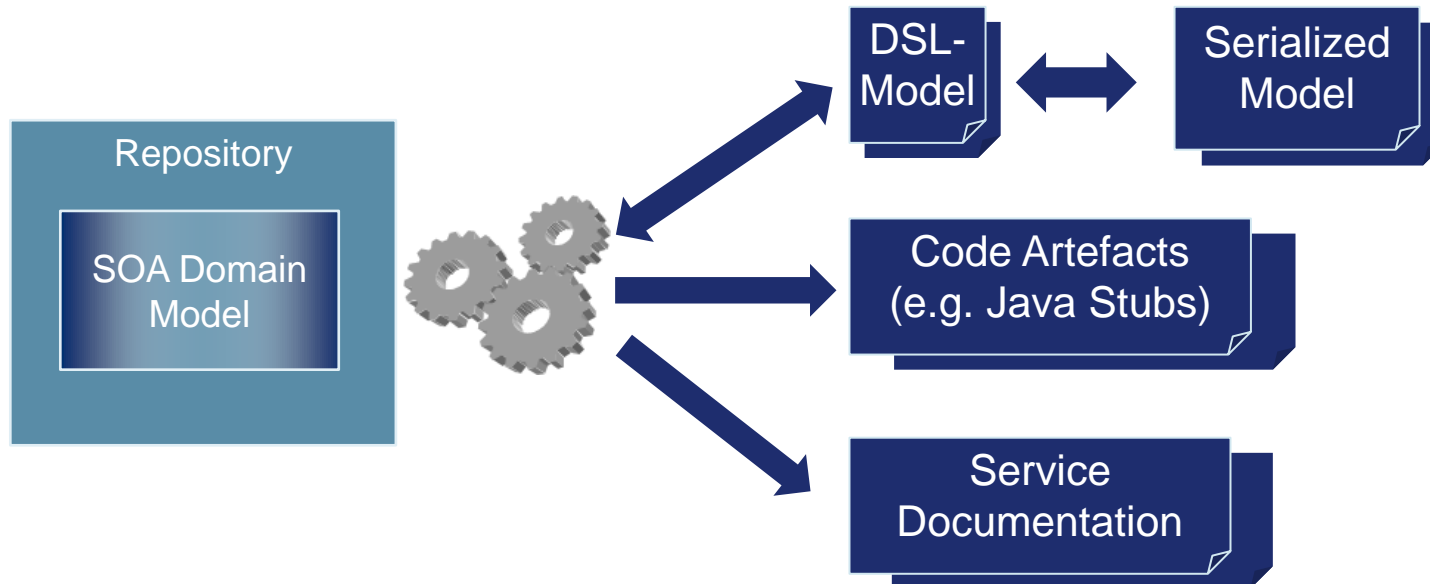 Repository
SOA Domain
Model
DSL-
Model
Serialized
Model
Code Artefacts
(e.g. Java Stubs)
Service
Documentation